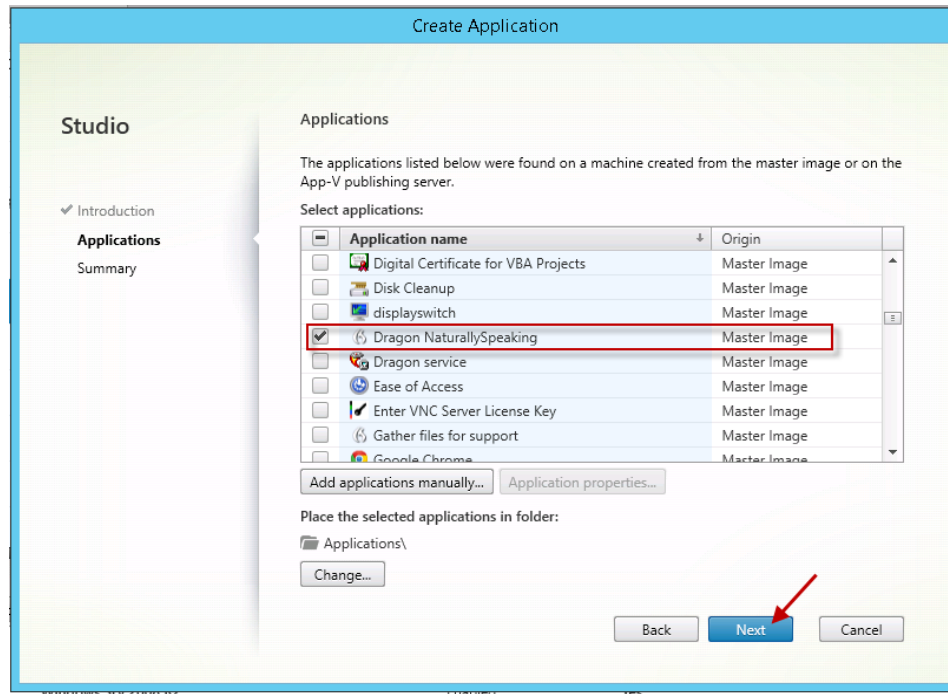 Create Application
Studio
Introduction
Applications
Summary
Applications
The applications listed below were found on a machine created from the master image or on the
App-V publishing server.
Select applications:
Application name Origin
Digital Certificate for VBA Projects Master Image
Disk Cleanup Master Image
displayswitch Master Image
Dragon NaturallySpeaking Master Image
Dragon service Master Image
Ease of Access Master Image
Enter VNC Server License Key Master Image
Gather files for support Master Image
Google Chrome Master Image
Add applications manually... Application properties...
Place the selected applications in folder:
Applications\
Change...
Back Next Cancel